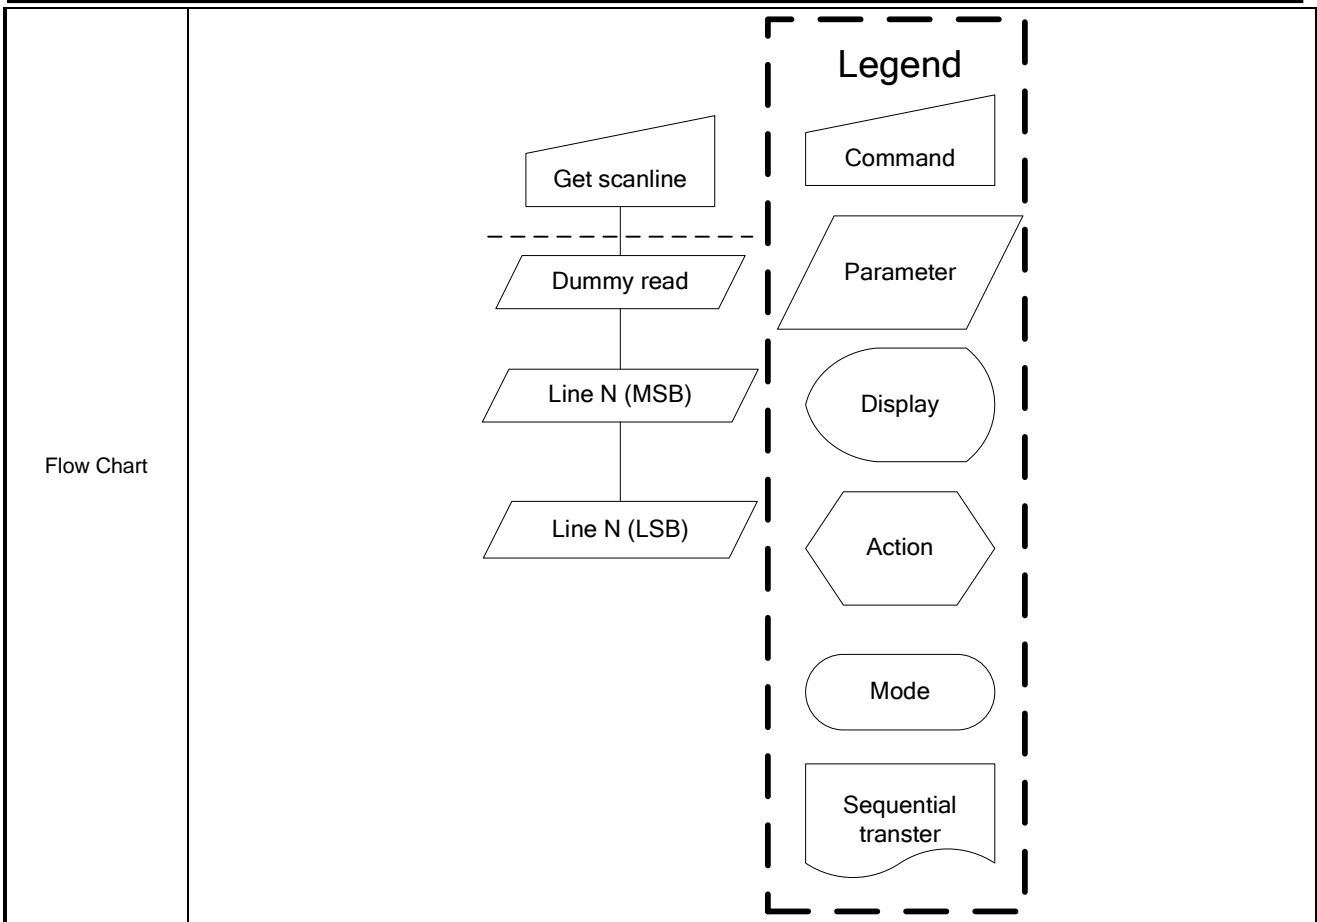 Flow Chart
Get scanline
Dummy read
Line N (MSB)
Line N (LSB)
Legend
Command
Parameter
Display
Action
Mode
Sequential
transter